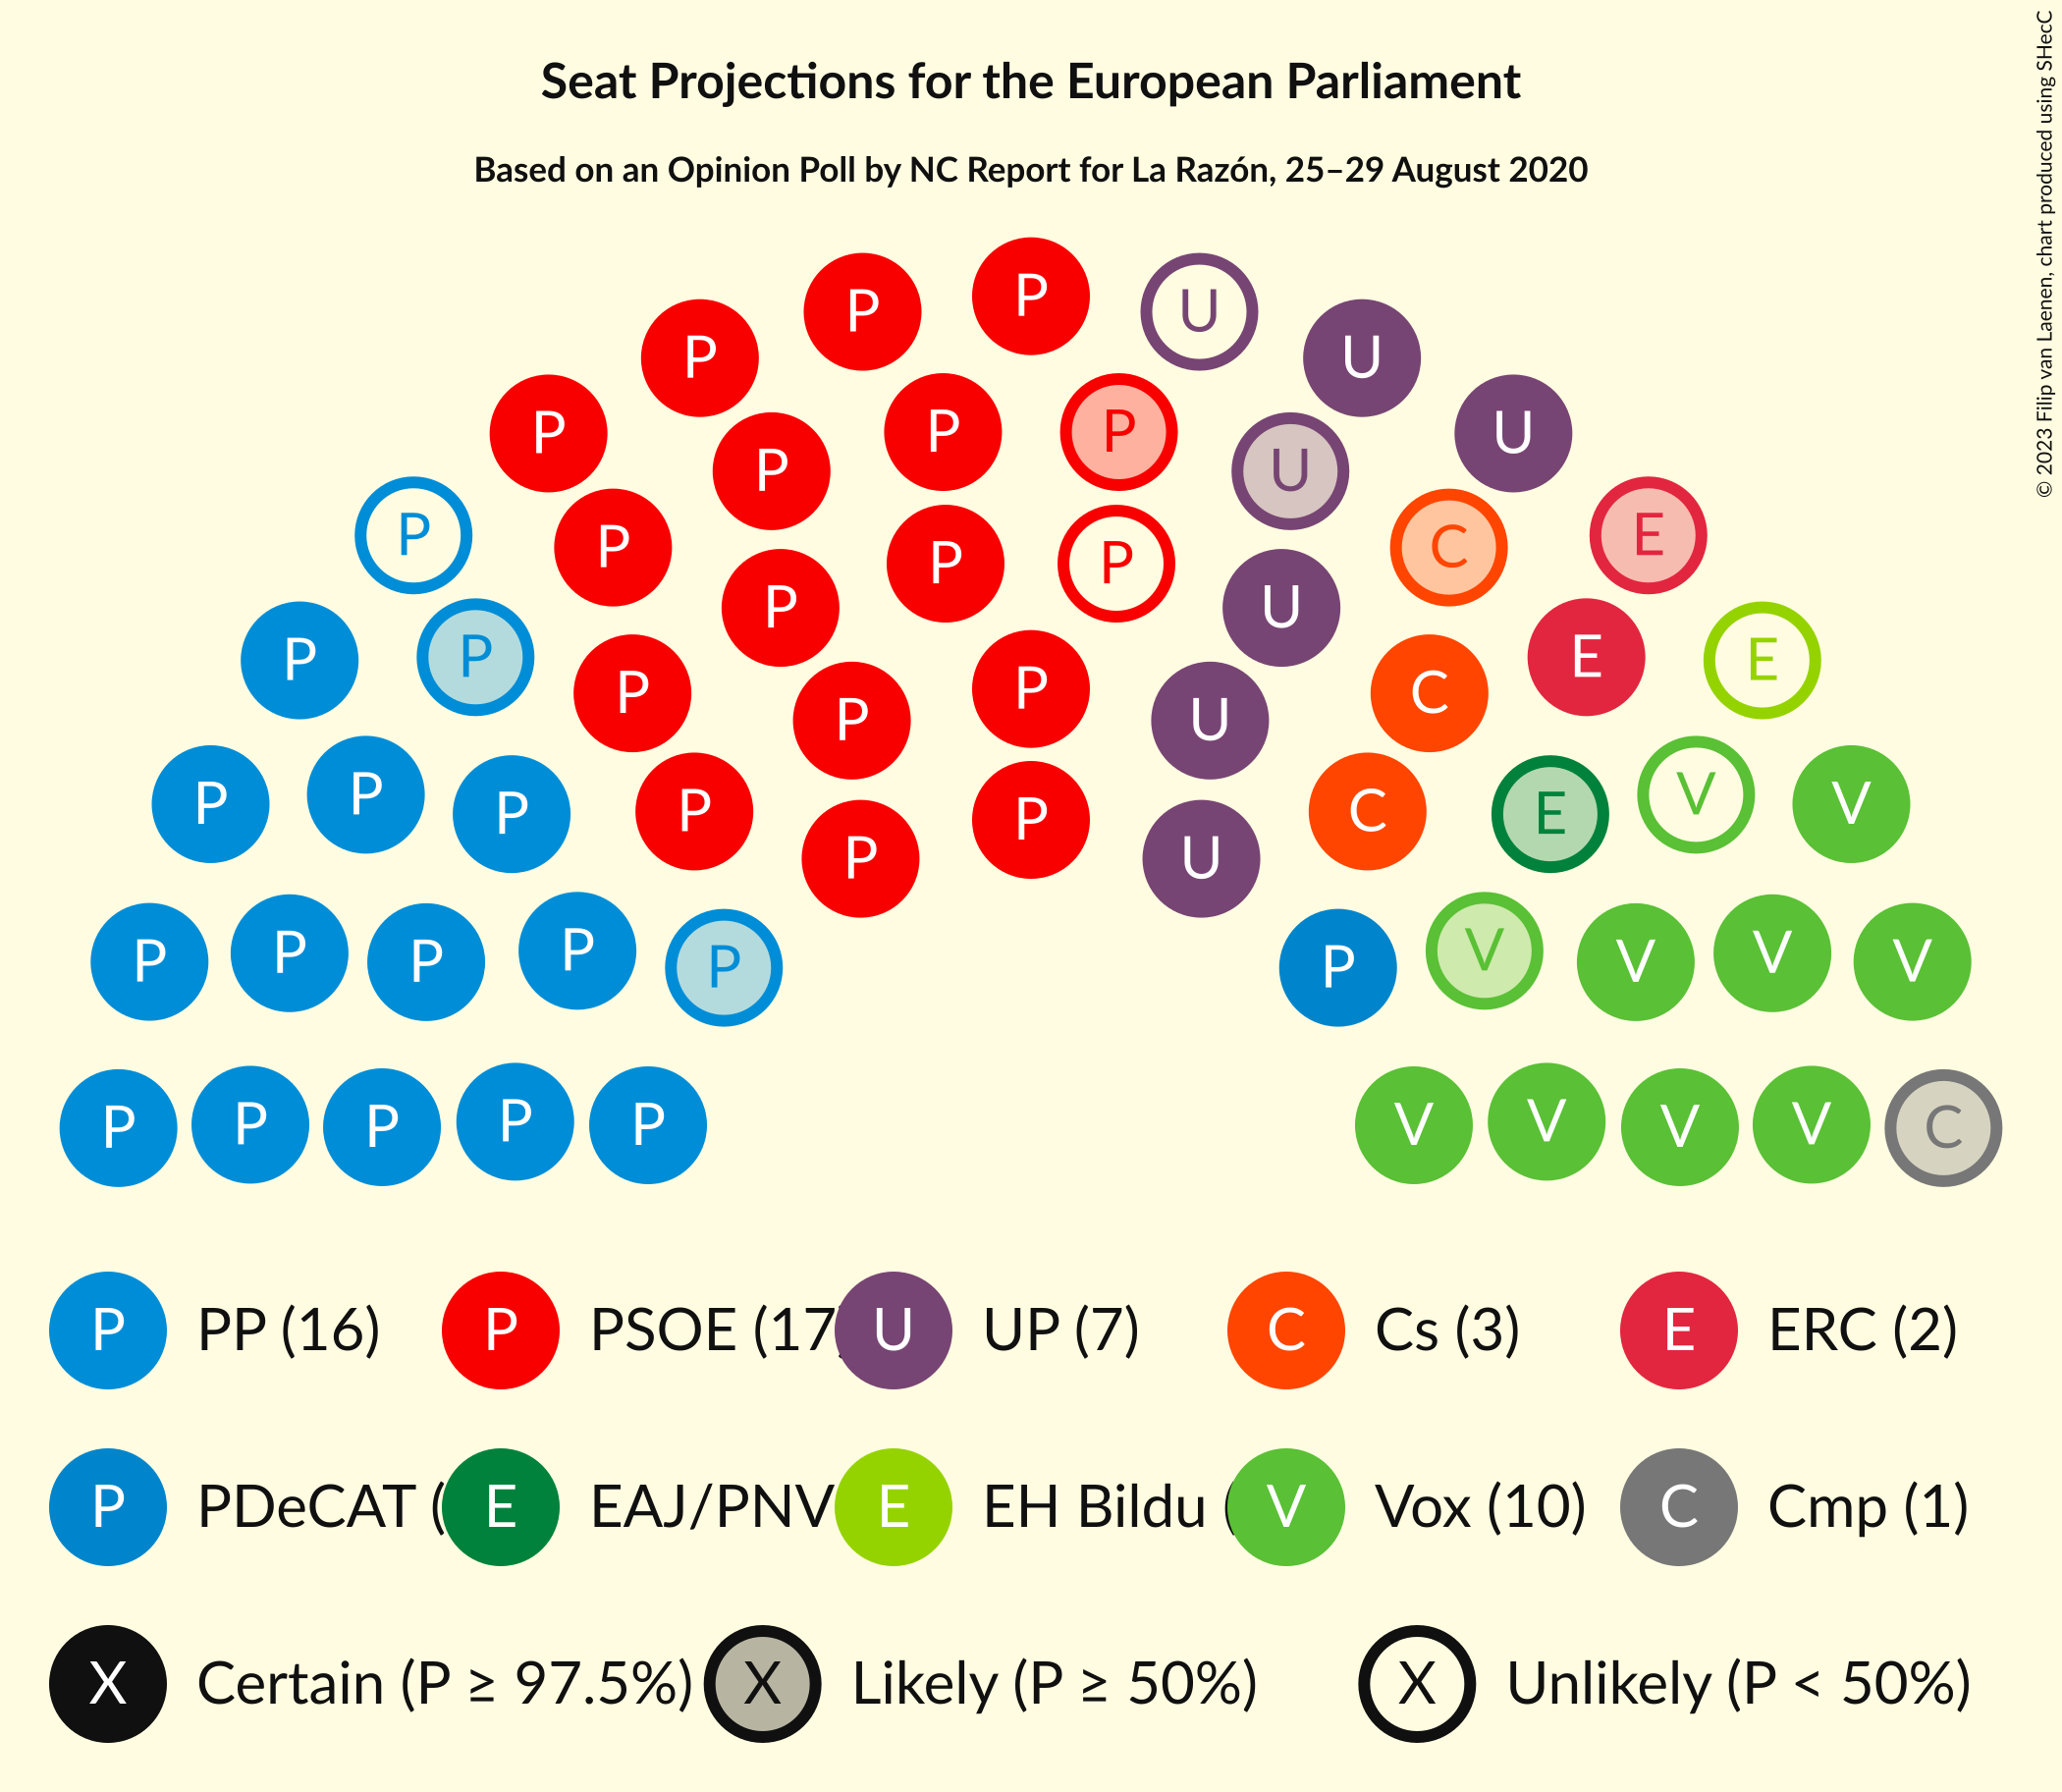 Seat Projections for the European Parliament
Based on an Opinion Poll by NC Report for La Razón, 25–29 August 2020
© 2023 Filip van Laenen, chart produced using SHecC
P P U
P U
P P P U
P U
P P P P C E
P U
P P P P C E E
P U
P P P P P C E V V
P U
P P P P P P V V V V
P P P P P V V V V C
P PP (16) P PSOE (17 U UP (7) C Cs (3) E ERC (2)
P PDeCAT ( E EAJ/PNV E EH Bildu ( V Vox (10) C Cmp (1)
X Certain (P ≥ 97.5%) X Likely (P ≥ 50%) X Unlikely (P < 50%)